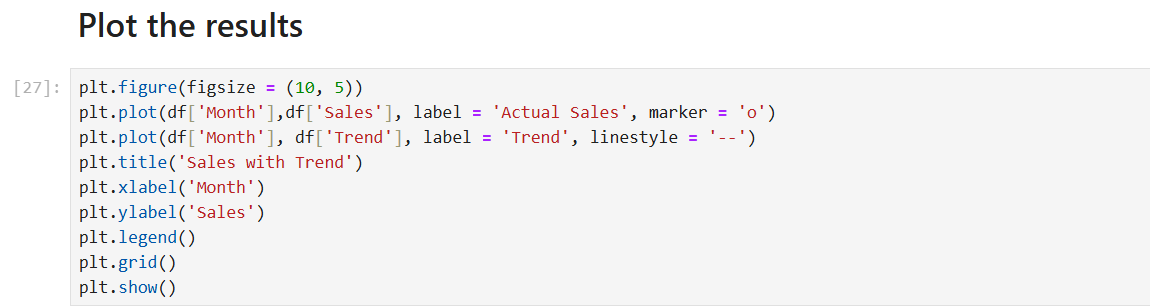 Plot the results
[27]: plt.figure(figsize = (10, 5))
plt.plot(df['Month'],df['Sales'], label = 'Actual Sales', marker = 'o')
plt.plot(df['Month'], df['Trend'], label = 'Trend', linestyle = '--')
plt.title('Sales with Trend')
plt.xlabel('Month')
plt.ylabel('Sales')
plt.legend()
plt.grid()
plt.show()